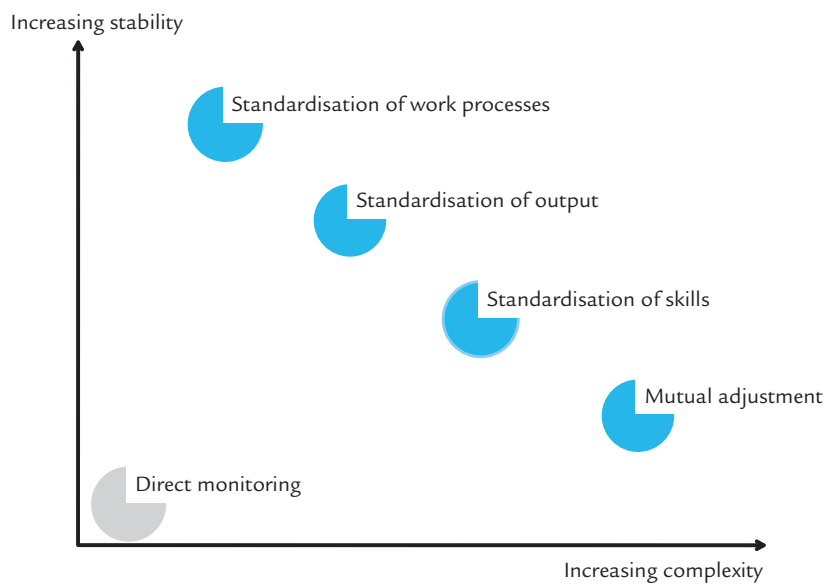 Increasing stability
Standardisation of work processes
Standardisation of output
Standardisation of skills
Mutual adjustment
Direct monitoring
Increasing complexity